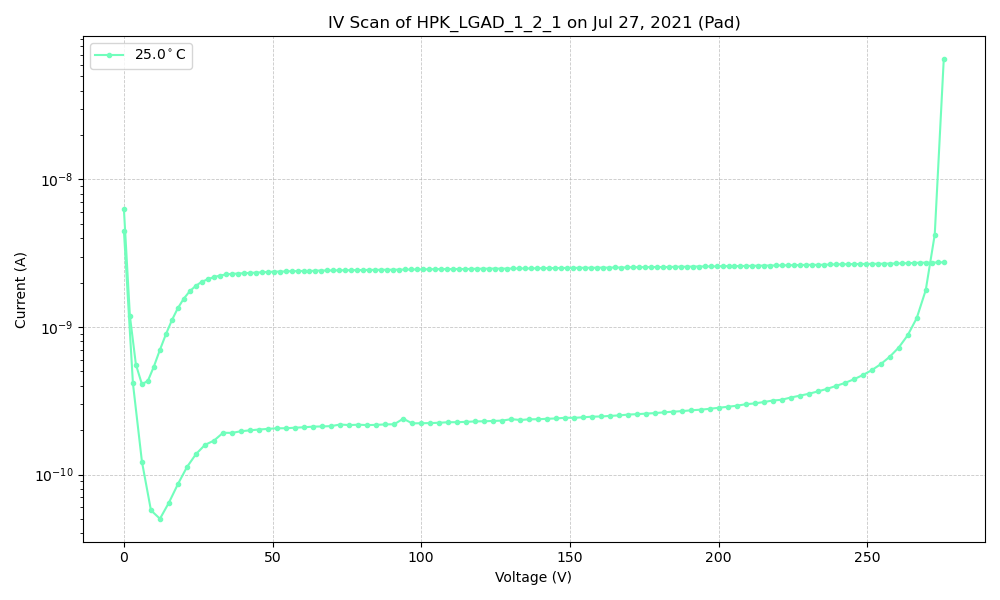 IV Scan of HPK_LGAD_1_2_1 on Jul 27, 2021 (Pad)
25.0°C
Current (A)
10⁻⁸
10⁻⁹
10⁻¹⁰
0 50 100 150 200 250
Voltage (V)